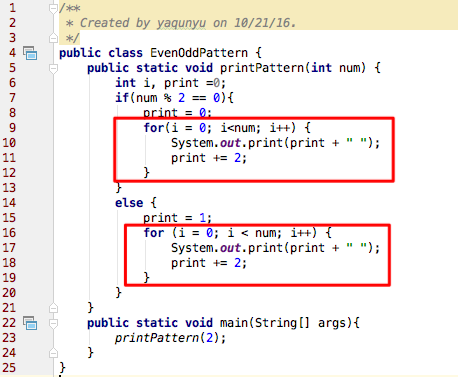 1 /**
2  * Created by yaqunyu on 10/21/16.
3  */
4 public class EvenOddPattern {
5     public static void printPattern(int num) {
6         int i, print =0;
7         if(num % 2 == 0){
8             print = 0;
9             for(i = 0; i<num; i++) {
10                 System.out.print(print + " ");
11                 print += 2;
12             }
13         }
14         else {
15             print = 1;
16             for (i = 0; i < num; i++) {
17                 System.out.print(print + " ");
18                 print += 2;
19             }
20         }
21     }
22     public static void main(String[] args){
23         printPattern(2);
24     }
25 }